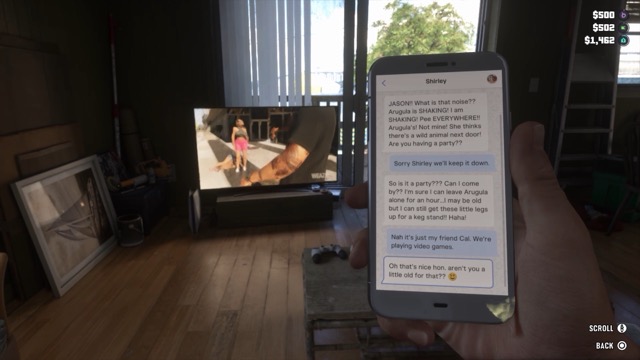 $500
$502
$1,462
Shirley
JASON!! What is that noise??
Arugula is SHAKING! I am
SHAKING! Pee EVERYWHERE!!
Arugula's! Not mine! She thinks
there's a wild animal next door!
Are you having a party??
Sorry Shirley we'll keep it down.
So is it a party??? Can I come
by?? I'm sure I can leave Arugula
alone for an hour...I may be old
but I can still get these little legs
up for a keg stand!! Haha!
Nah it's just my friend Cal. We're
playing video games.
Oh that's nice hon, aren't you a
little old for that?? 😀
SCROLL
BACK